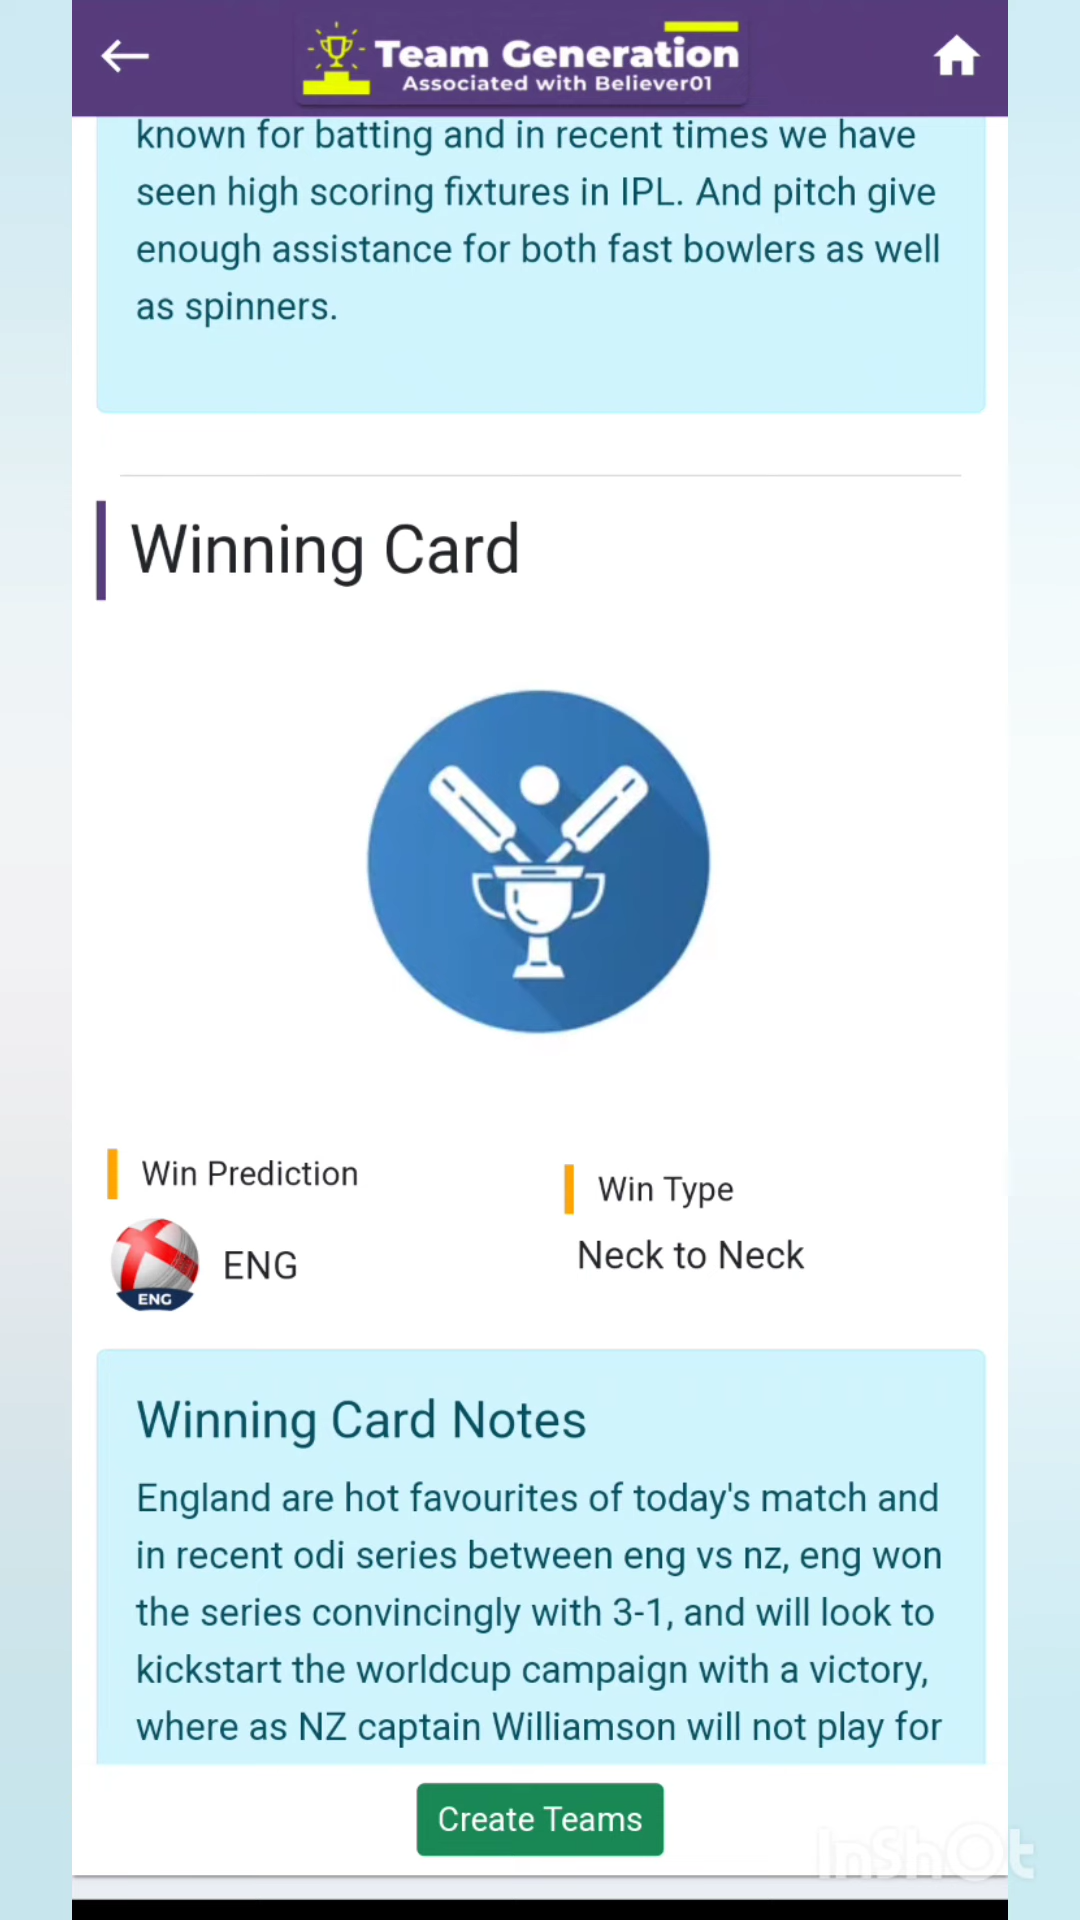 Team Generation
Associated with Believer01
known for batting and in recent times we have
seen high scoring fixtures in IPL. And pitch give
enough assistance for both fast bowlers as well
as spinners.
Winning Card
Win Prediction
Win Type
ENG
ENG
Neck to Neck
Winning Card Notes
England are hot favourites of today's match and
in recent odi series between eng vs nz, eng won
the series convincingly with 3-1, and will look to
kickstart the worldcup campaign with a victory,
where as NZ captain Williamson will not play for
Create Teams
InShOt